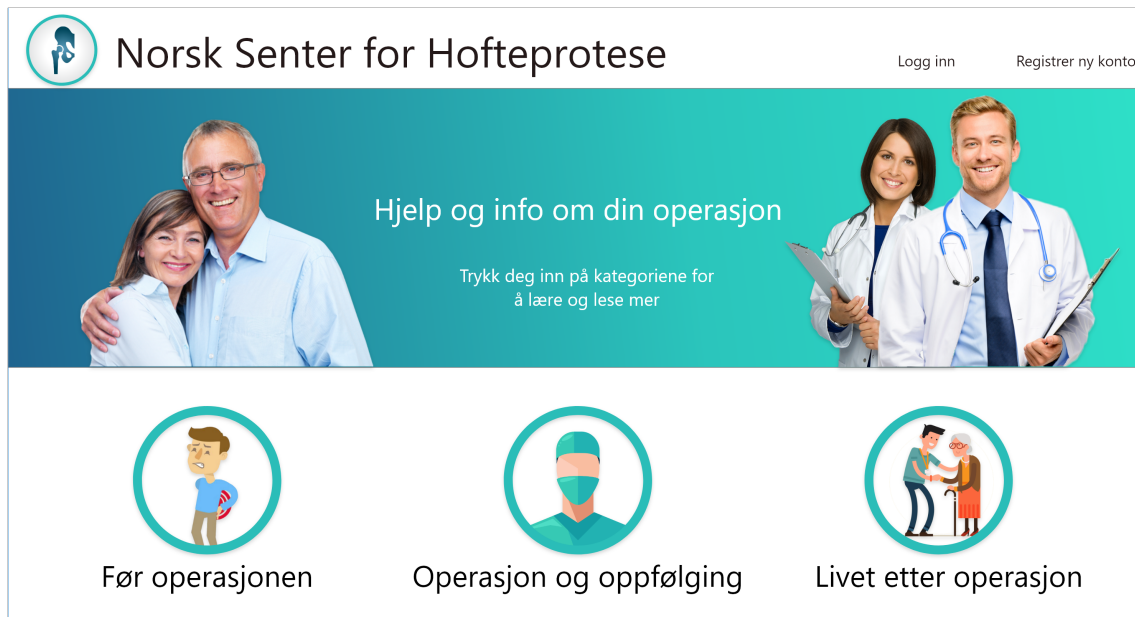 Norsk Senter for Hofteprotese
Logg inn
Registrer ny konto
Hjelp og info om din operasjon
Trykk deg inn på kategoriene for
å lære og lese mer
Før operasjonen
Operasjon og oppfølging
Livet etter operasjon